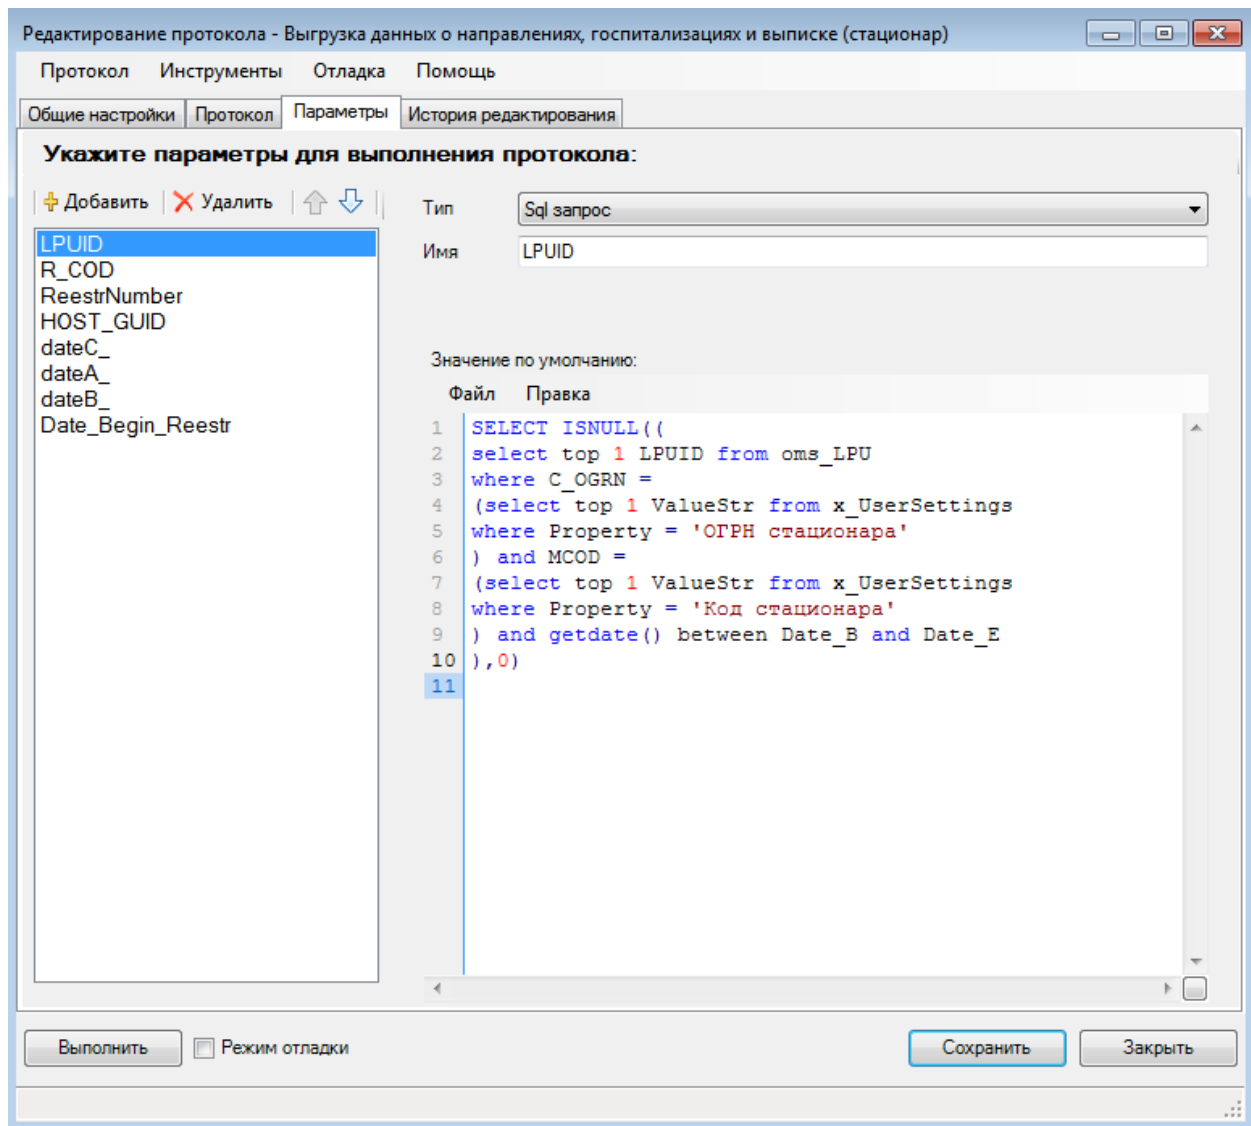 Редактирование протокола - Выгрузка данных о направлениях, госпитализациях и выписке (стационар)
Протокол Инструменты Отладка Помощь
Общие настройки Протокол Параметры История редактирования
Укажите параметры для выполнения протокола:
Добавить Удалить
LPUID
R_COD
ReestrNumber
HOST_GUID
dateC_
dateA_
dateB_
Date_Begin_Reestr
Тип Sql запрос
Имя LPUID
Значение по умолчанию:
Файл Правка
1 SELECT ISNULL((
2 select top 1 LPUID from oms_LPU
3 where C_OGRN =
4 (select top 1 ValueStr from x_UserSettings
5 where Property = 'ОГРН стационара'
6 ) and MCOD =
7 (select top 1 ValueStr from x_UserSettings
8 where Property = 'Код стационара'
9 ) and getdate() between Date_B and Date_E
10 ),0)
11
Выполнить Режим отладки Сохранить Закрыть